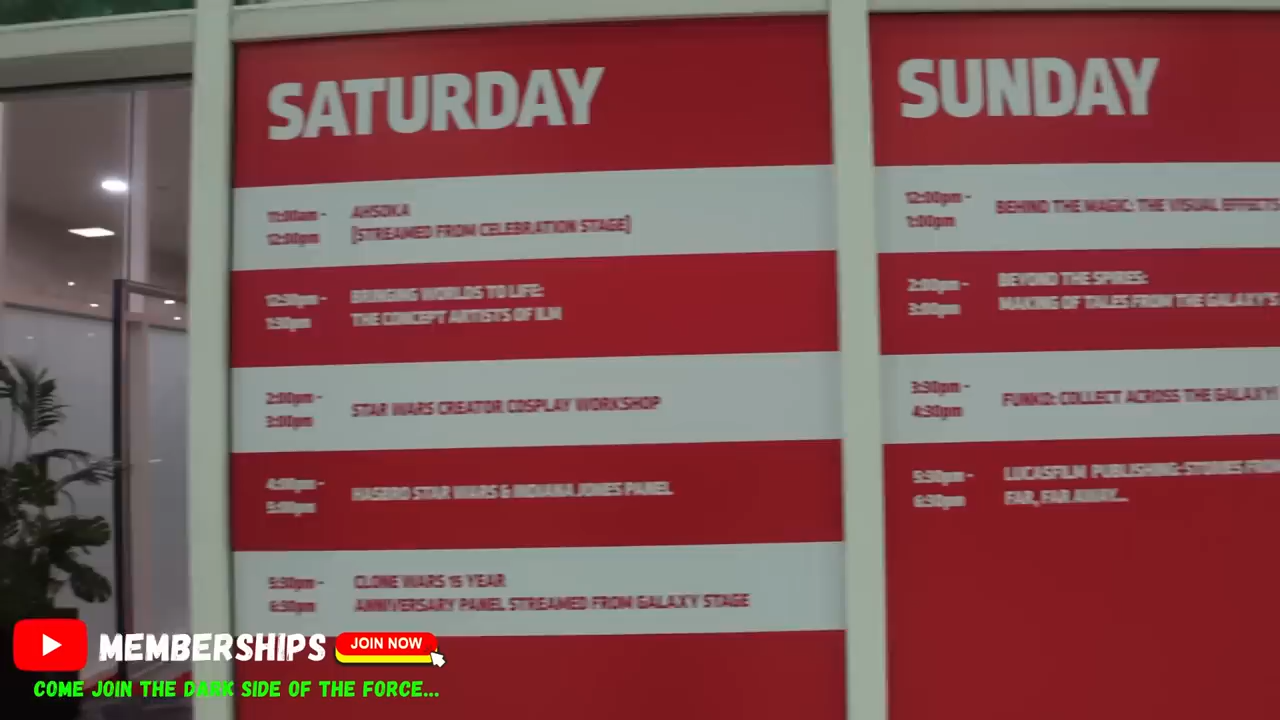 SATURDAY
11:00am -
12:00pm
AHSOKA
[STREAMED FROM CELEBRATION STAGE]
12:30pm -
1:30pm
BRINGING WORLDS TO LIFE:
THE CONCEPT ARTISTS OF ILM
2:00pm -
3:00pm
STAR WARS CREATOR COSPLAY WORKSHOP
4:00pm -
5:00pm
HASBRO STAR WARS & INDIANA JONES PANEL
5:30pm -
6:30pm
CLONE WARS 15 YEAR
ANNIVERSARY PANEL STREAMED FROM GALAXY STAGE
SUNDAY
12:00pm -
1:00pm
BEHIND THE MAGIC: THE VISUAL EFFECTS
2:00pm -
3:00pm
BEYOND THE SPIRES:
MAKING OF TALES FROM THE GALAXY'S
3:30pm -
4:30pm
FUNKO: COLLECT ACROSS THE GALAXY!
5:30pm -
6:30pm
LUCASFILM PUBLISHING: STORIES FROM
FAR, FAR AWAY...
MEMBERSHIPS
JOIN NOW
COME JOIN THE DARK SIDE OF THE FORCE...